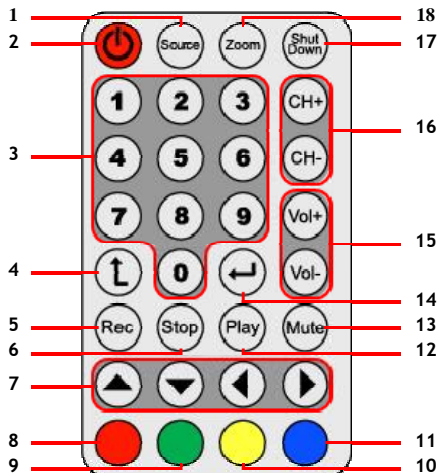 1 18
2 Source Zoom Shut Down 17
1 2 3 CH+ 16
3 4 5 6 CH-
7 8 9 Vol+ 15
4 0 Vol-
14
5 Rec Stop Play Mute 13
6 12
7
8 11
9 10